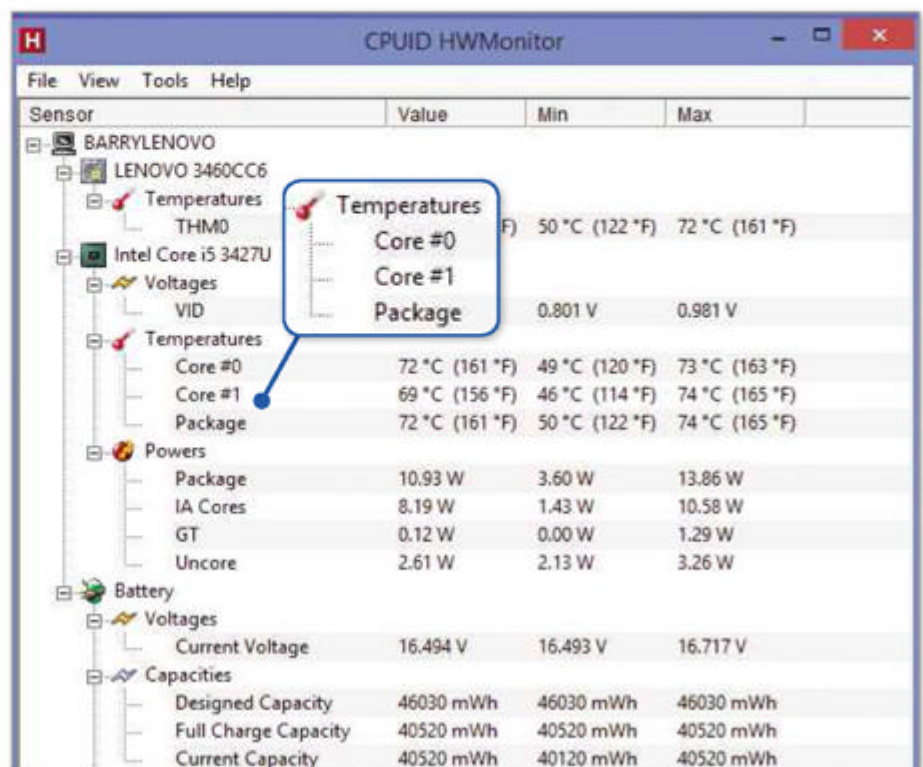 H CPUID HWMonitor
File View Tools Help
Sensor Value Min Max
BARRYLENOVO
LENOVO 3460CC6
Temperatures
THM0 F) 50 °C (122 °F) 72 °C (161 °F)
Intel Core i5 3427U
Voltages
VID 0.801 V 0.981 V
Temperatures
Core #0
Core #1
Package
Temperatures
Core #0 72 °C (161 °F) 49 °C (120 °F) 73 °C (163 °F)
Core #1 69 °C (156 °F) 46 °C (114 °F) 74 °C (165 °F)
Package 72 °C (161 °F) 50 °C (122 °F) 74 °C (165 °F)
Powers
Package 10.93 W 3.60 W 13.86 W
IA Cores 8.19 W 1.43 W 10.58 W
GT 0.12 W 0.00 W 1.29 W
Uncore 2.61 W 2.13 W 3.26 W
Battery
Voltages
Current Voltage 16.494 V 16.493 V 16.717 V
Capacities
Designed Capacity 46030 mWh 46030 mWh 46030 mWh
Full Charge Capacity 40520 mWh 40520 mWh 40520 mWh
Current Capacity 40520 mWh 40120 mWh 40520 mWh